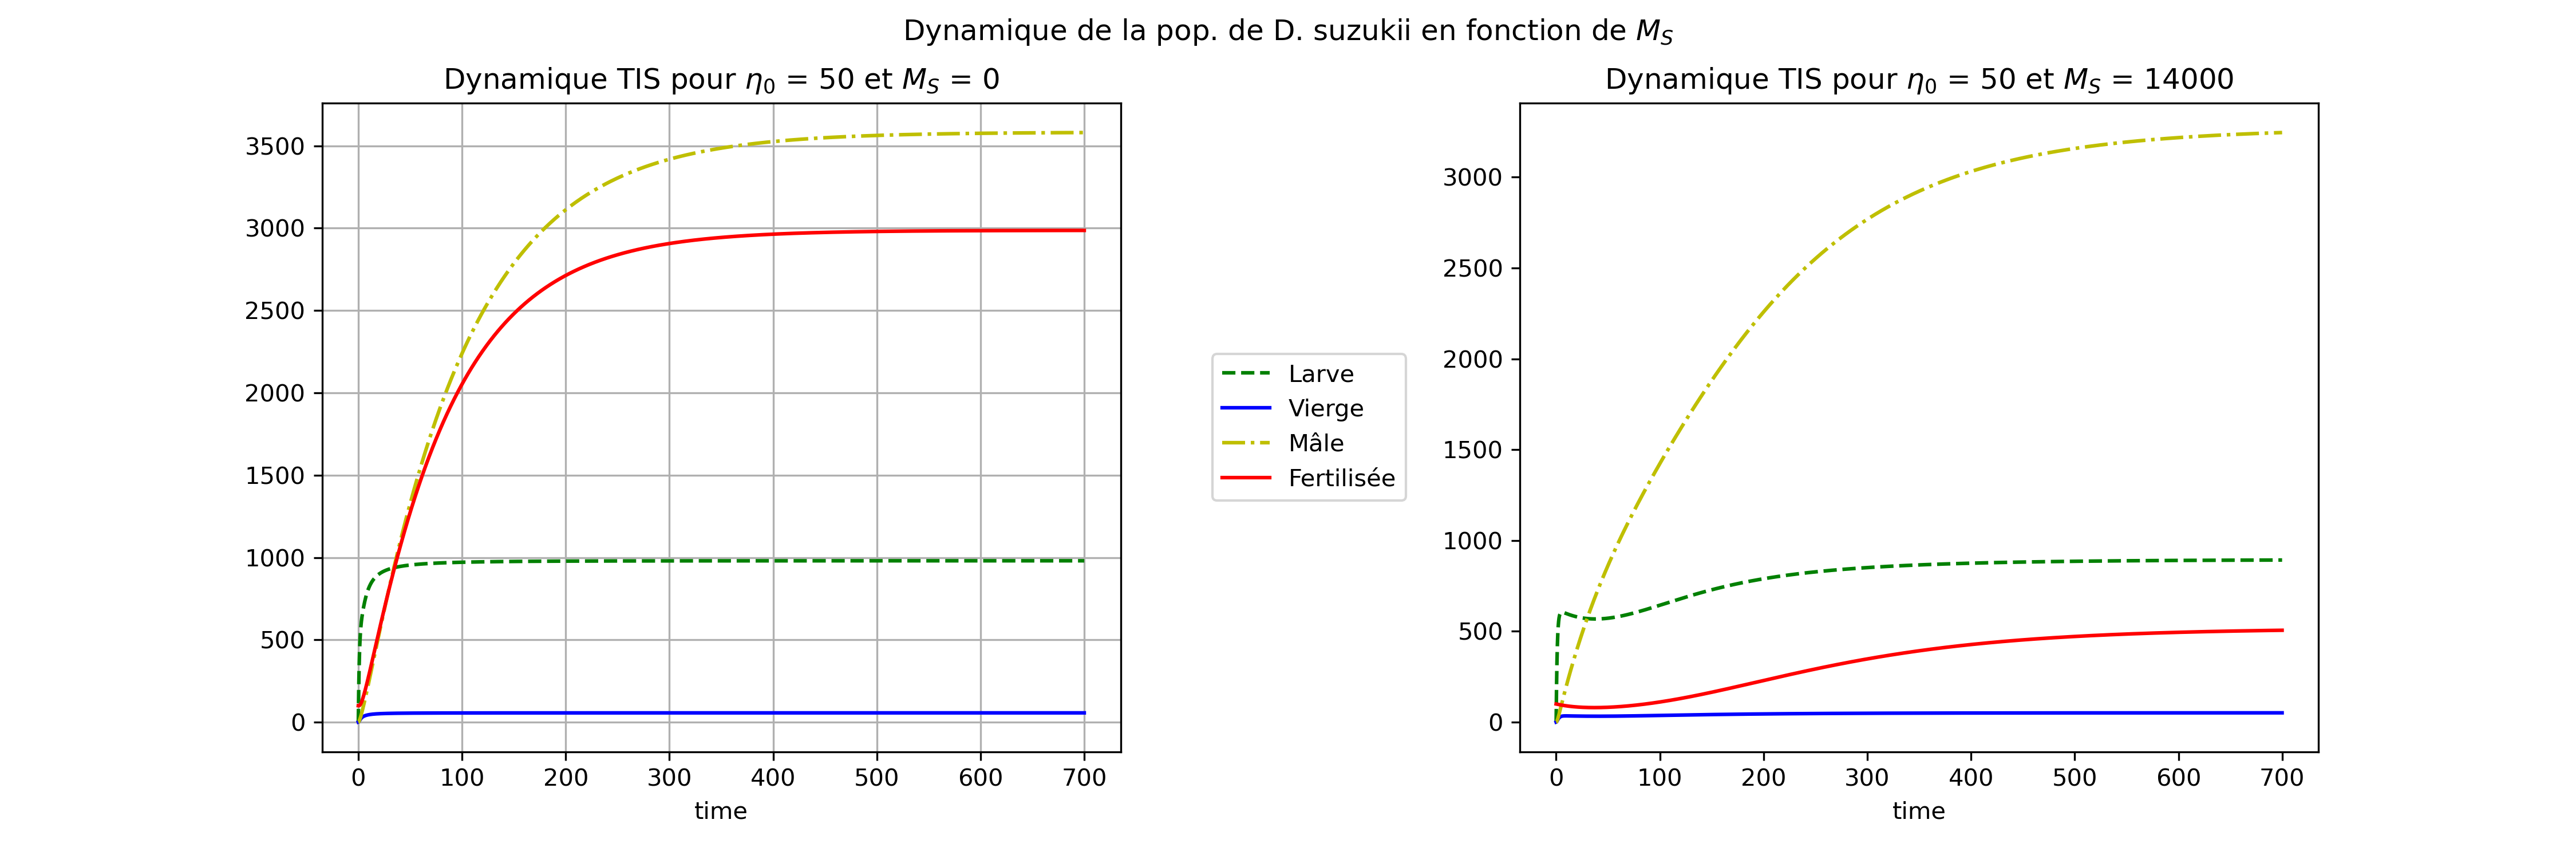 Dynamique de la pop. de D. suzukii en fonction de $M_S$
Dynamique TIS pour $\eta_0$ = 50 et $M_S$ = 0
3500
3000
2500
2000
1500
1000
500
0
0 100 200 300 400 500 600 700
time
Larve
Vierge
Mâle
Fertilisée
Dynamique TIS pour $\eta_0$ = 50 et $M_S$ = 14000
3000
2500
2000
1500
1000
500
0
0 100 200 300 400 500 600 700
time